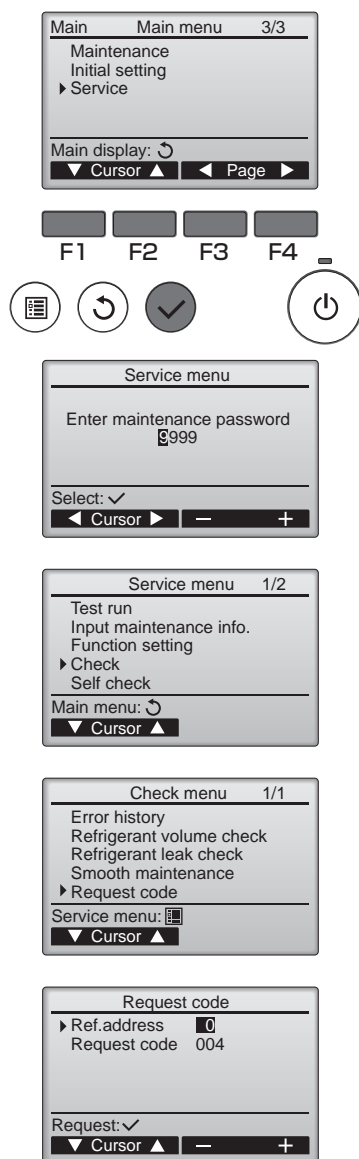 Main Main menu 3/3
Maintenance
Initial setting
Service
Main display:
Cursor Page
F1 F2 F3 F4
Service menu
Enter maintenance password
9999
Select:
Cursor − +
Service menu 1/2
Test run
Input maintenance info.
Function setting
Check
Self check
Main menu:
Cursor
Check menu 1/1
Error history
Refrigerant volume check
Refrigerant leak check
Smooth maintenance
Request code
Service menu:
Cursor
Request code
Ref.address 0
Request code 004
Request:
Cursor − +